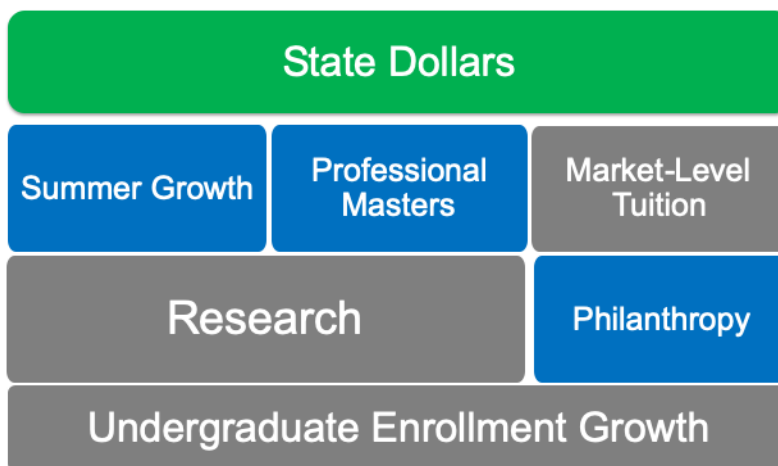 State Dollars
Summer Growth
Professional
Masters
Market-Level
Tuition
Research
Philanthropy
Undergraduate Enrollment Growth